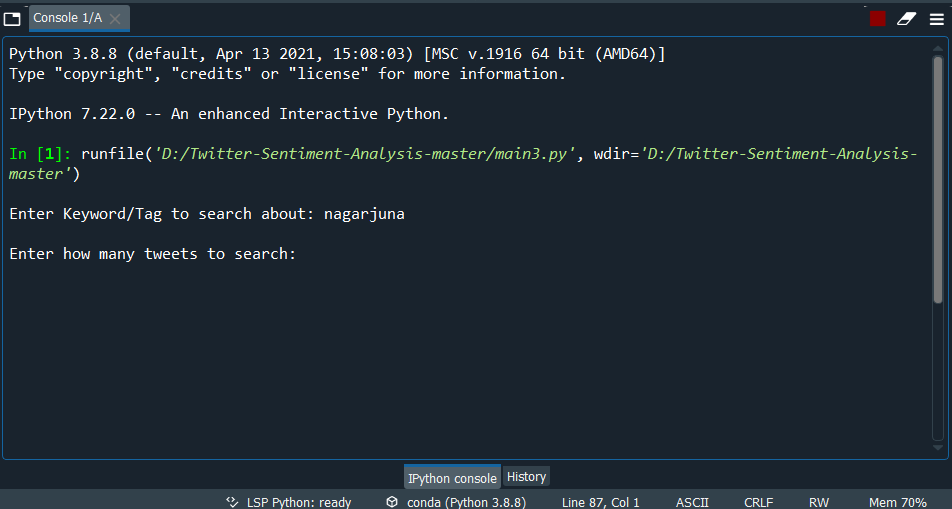 Console 1/A
Python 3.8.8 (default, Apr 13 2021, 15:08:03) [MSC v.1916 64 bit (AMD64)]
Type "copyright", "credits" or "license" for more information.
IPython 7.22.0 -- An enhanced Interactive Python.
In [1]: runfile('D:/Twitter-Sentiment-Analysis-master/main3.py', wdir='D:/Twitter-Sentiment-Analysis-
master')
Enter Keyword/Tag to search about: nagarjuna
Enter how many tweets to search:
IPython console History
LSP Python: ready conda (Python 3.8.8) Line 87, Col 1 ASCII CRLF RW Mem 70%